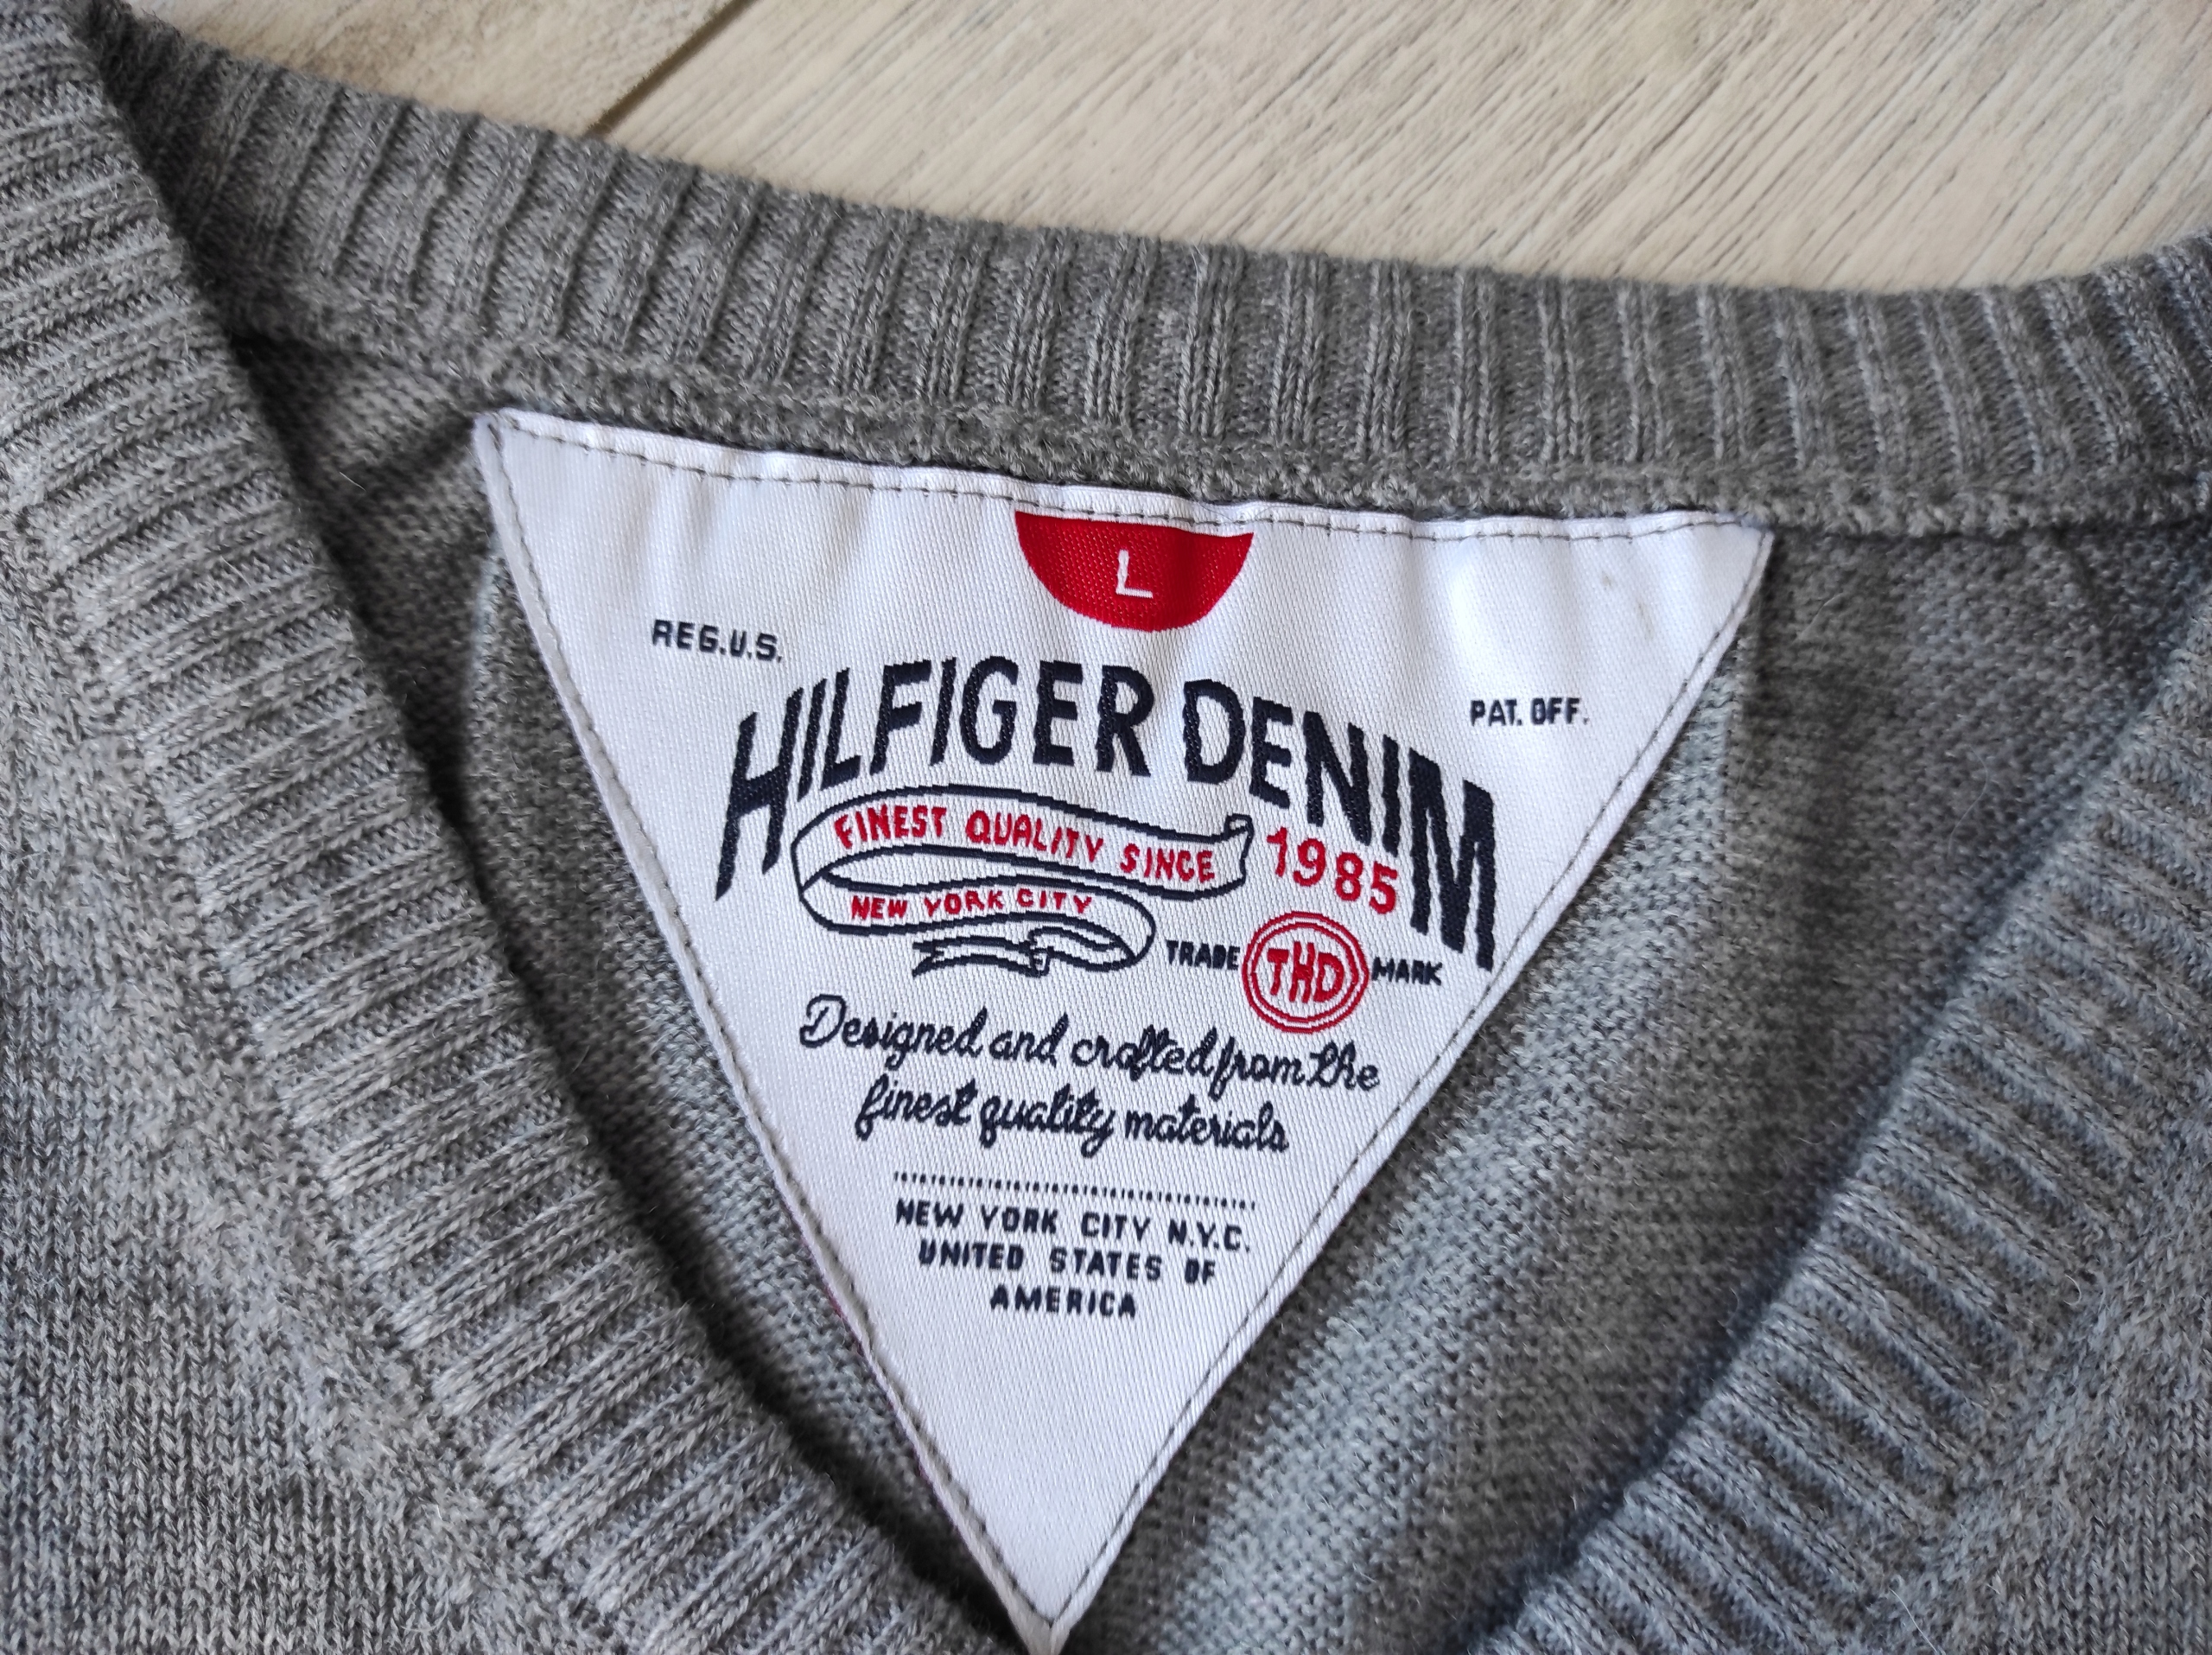 L
REG.U.S.
PAT. OFF.
HILFIGER DENIM
FINEST QUALITY SINCE 1985
NEW YORK CITY
TRADE THD MARK
Designed and crafted from the
finest quality materials
NEW YORK CITY N.Y.C.
UNITED STATES OF
AMERICA